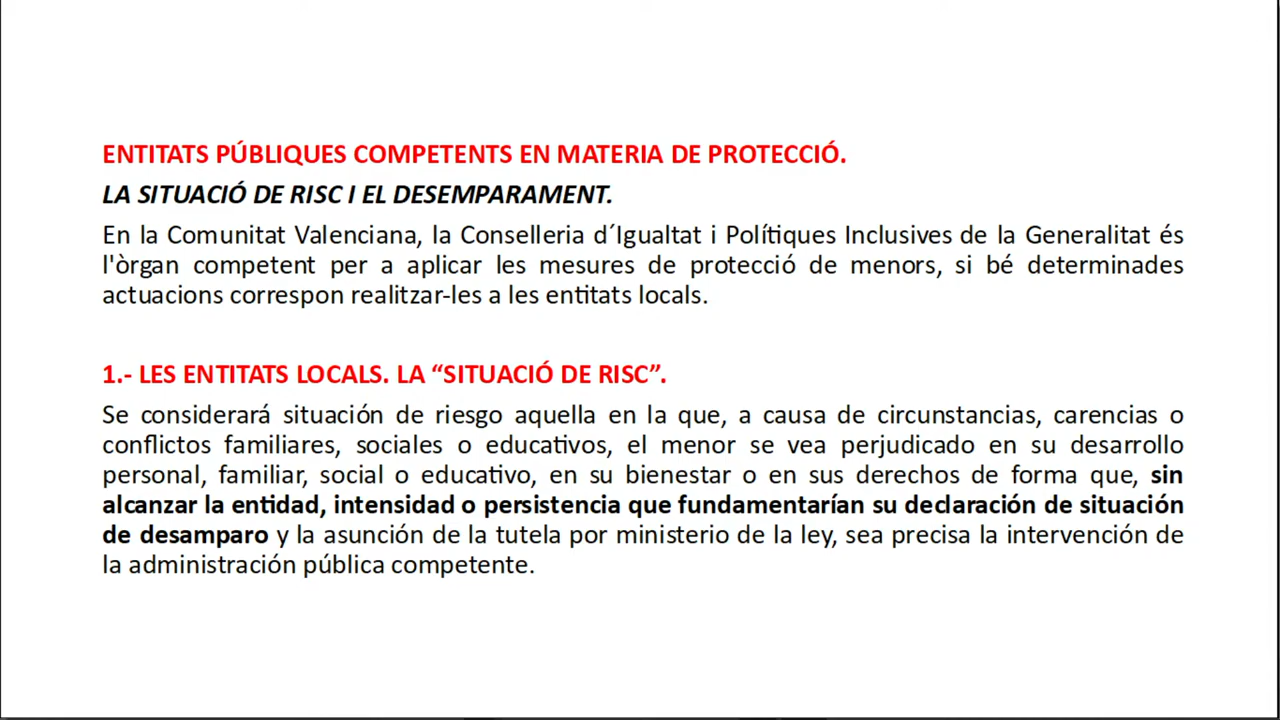 ENTITATS PÚBLIQUES COMPETENTS EN MATERIA DE PROTECCIÓ.
LA SITUACIÓ DE RISC I EL DESEMPARAMENT.
En la Comunitat Valenciana, la Conselleria d´Igualtat i Polítiques Inclusives de la Generalitat és
l'òrgan competent per a aplicar les mesures de protecció de menors, si bé determinades
actuacions correspon realitzar-les a les entitats locals.
1.- LES ENTITATS LOCALS. LA “SITUACIÓ DE RISC”.
Se considerará situación de riesgo aquella en la que, a causa de circunstancias, carencias o
conflictos familiares, sociales o educativos, el menor se vea perjudicado en su desarrollo
personal, familiar, social o educativo, en su bienestar o en sus derechos de forma que, sin
alcanzar la entidad, intensidad o persistencia que fundamentarían su declaración de situación
de desamparo y la asunción de la tutela por ministerio de la ley, sea precisa la intervención de
la administración pública competente.